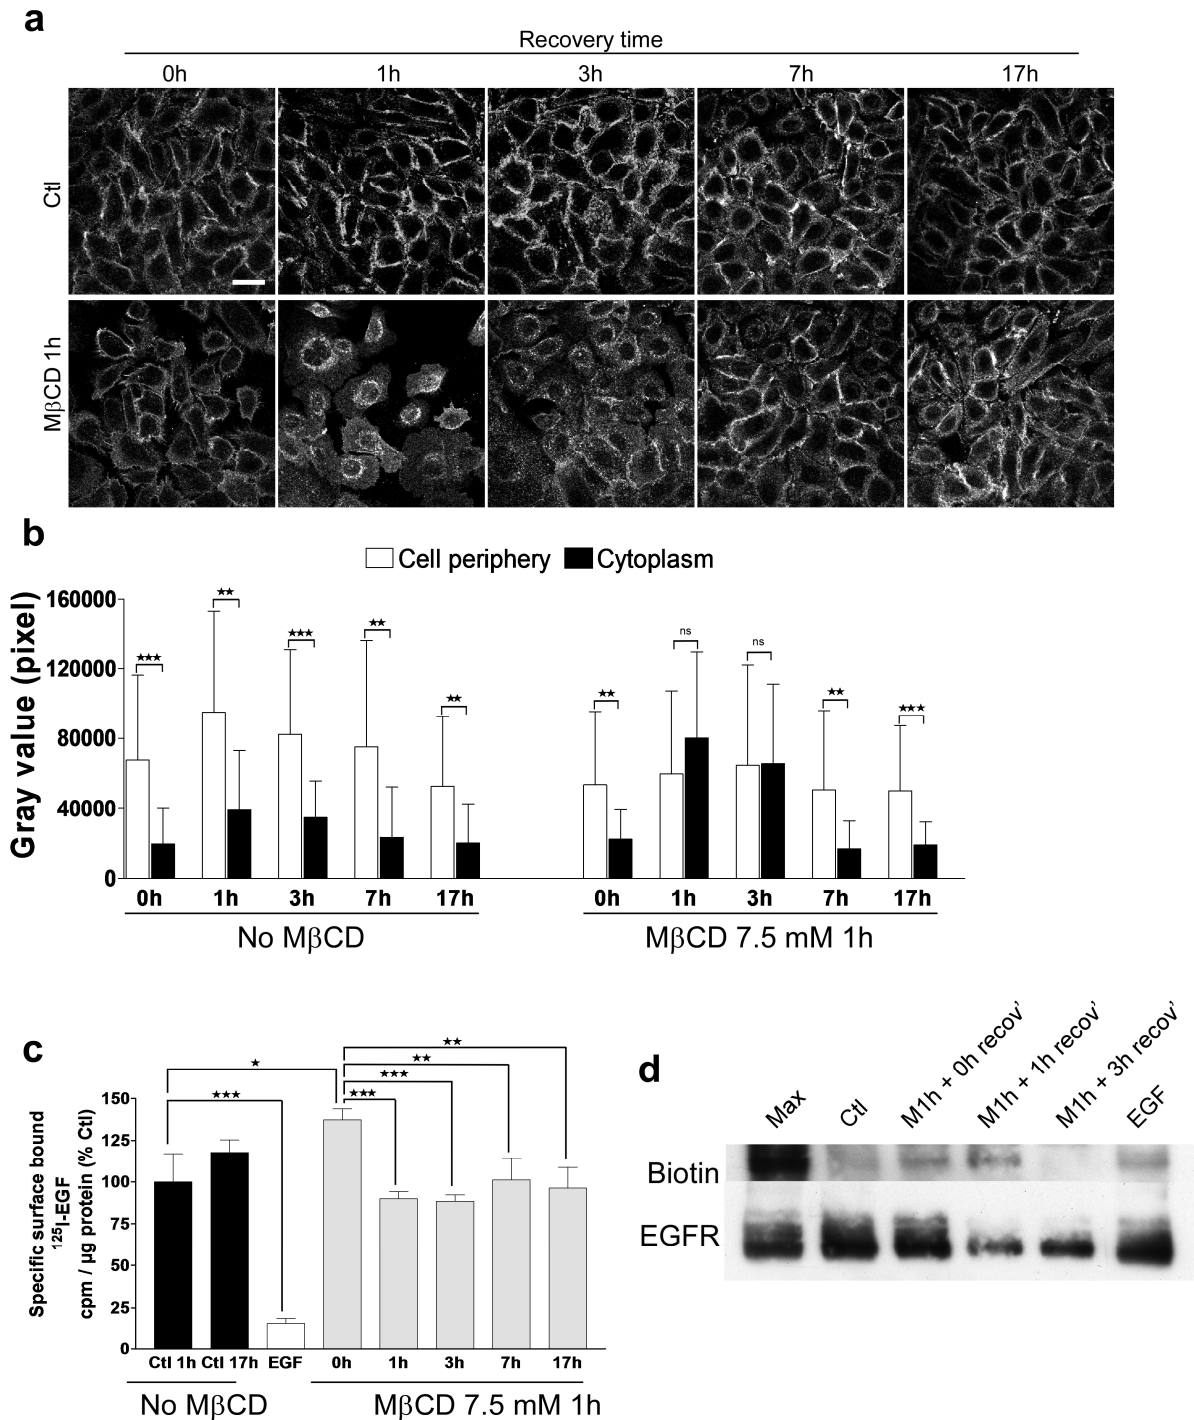 a
Recovery time
0h 1h 3h 7h 17h
Ctl
MβCD 1h
b
Cell periphery Cytoplasm
Gray value (pixel)
160000
120000
80000
40000
0
★★★ ★★ ★★★ ★★ ★★ ★★ ns ns ★★ ★★★
0h 1h 3h 7h 17h 0h 1h 3h 7h 17h
No MβCD MβCD 7.5 mM 1h
c
Specific surface bound
¹²⁵I-EGF
cpm / µg protein (% Ctl)
150
125
100
75
50
25
0
★★
★★
★
★★★
★★★ ★★★
Ctl 1h Ctl 17h EGF 0h 1h 3h 7h 17h
No MβCD MβCD 7.5 mM 1h
d
Max Ctl M1h + 0h recov' M1h + 1h recov' M1h + 3h recov' EGF
Biotin
EGFR